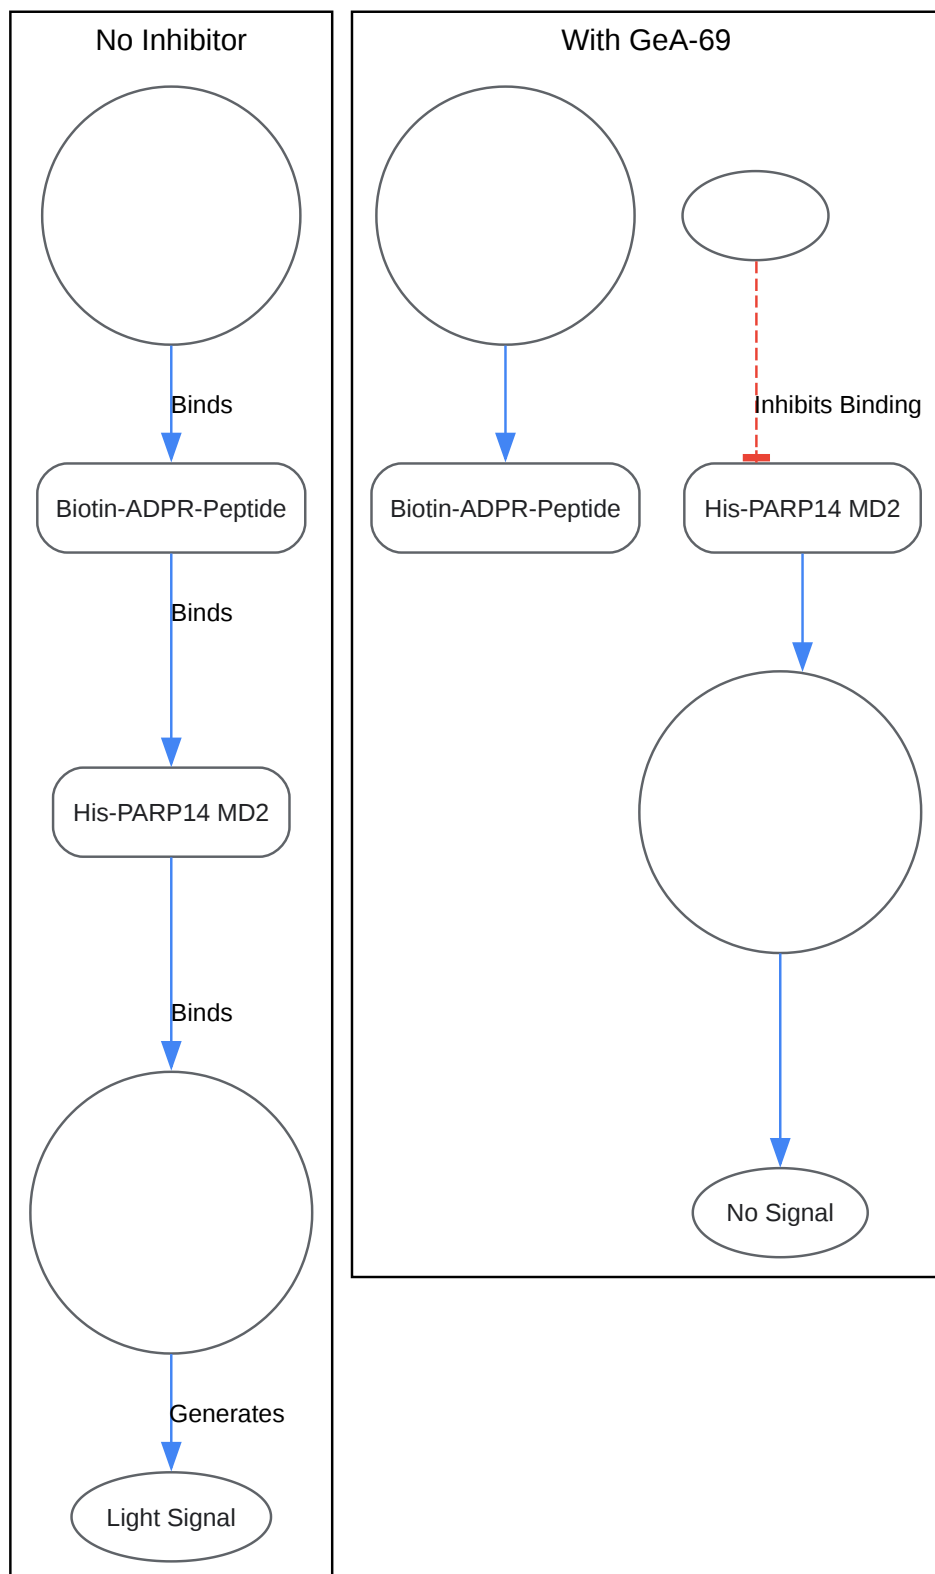 No Inhibitor
Binds
Biotin-ADPR-Peptide
Binds
His-PARP14 MD2
Binds
Generates
Light Signal
With GeA-69
Inhibits Binding
Biotin-ADPR-Peptide
His-PARP14 MD2
No Signal